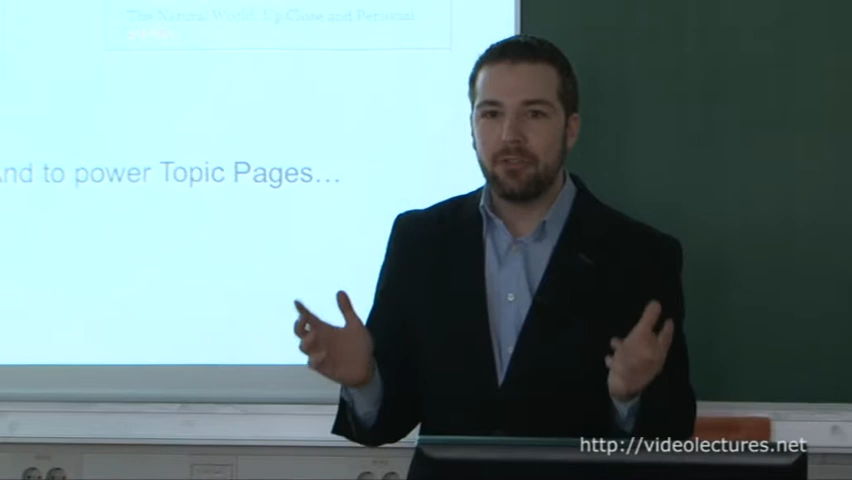 The Natural World: Up Close and Personal
And to power Topic Pages…
http://videolectures.net